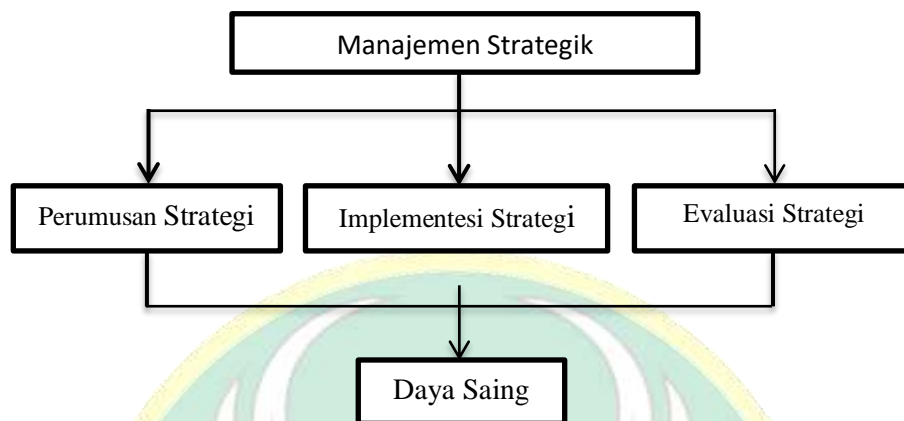 Manajemen Strategik
Perumusan Strategi
Implementesi Strategi
Evaluasi Strategi
Daya Saing